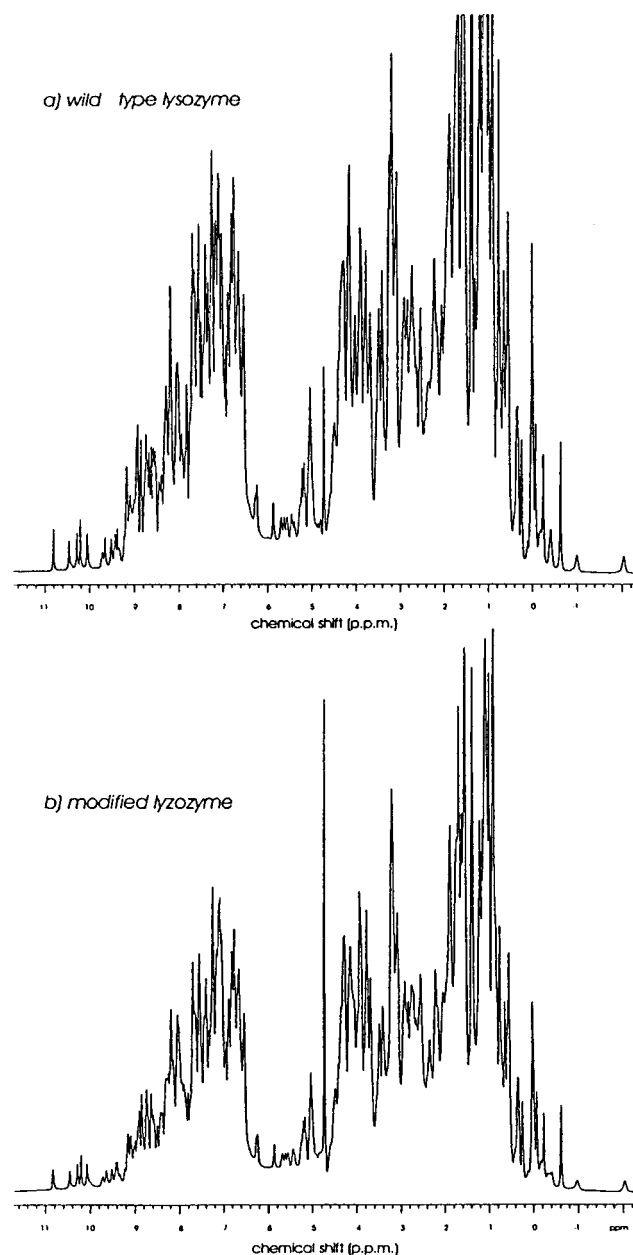 a) wild type lysozyme
11 10 9 8 7 6 5 4 3 2 1 0 -1 -2
chemical shift (p.p.m.)
b) modified lyzozyme
11 10 9 8 7 6 5 4 3 2 1 0 -1 ppm
chemical shift (p.p.m.)